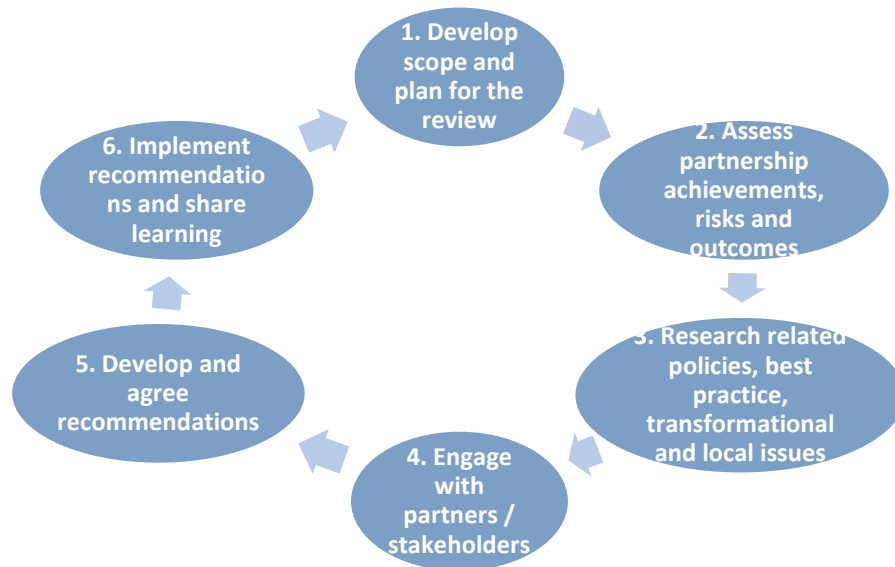 1. Develop
scope and
plan for the
review
2. Assess
partnership
achievements,
risks and
outcomes
3. Research related
policies, best
practice,
transformational
and local issues
4. Engage
with
partners /
stakeholders
5. Develop and
agree
recommendations
6. Implement
recommendatio
ns and share
learning